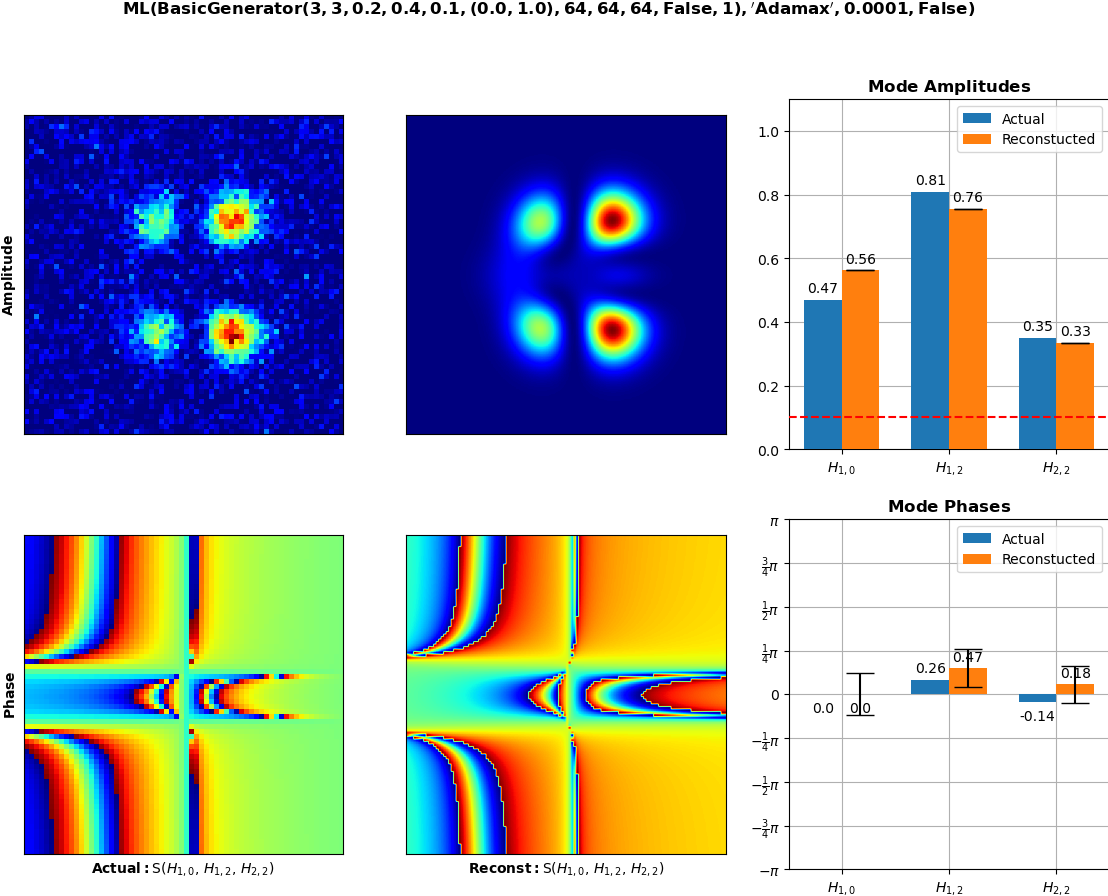 ML(BasicGenerator(3, 3, 0.2, 0.4, 0.1, (0.0, 1.0), 64, 64, 64, False, 1), ′Adamax′, 0.0001, False)
Amplitude
Mode Amplitudes
Actual
Reconstucted
1.0
0.8
0.6
0.4
0.2
0.0
0.47
0.56
0.81
0.76
0.35
0.33
H1,0
H1,2
H2,2
Phase
Actual: S(H1,0, H1,2, H2,2)
Reconst: S(H1,0, H1,2, H2,2)
Mode Phases
Actual
Reconstucted
π
3/4π
1/2π
1/4π
0
−1/4π
−1/2π
−3/4π
−π
0.0
0.0
0.26
0.47
-0.14
0.18
H1,0
H1,2
H2,2